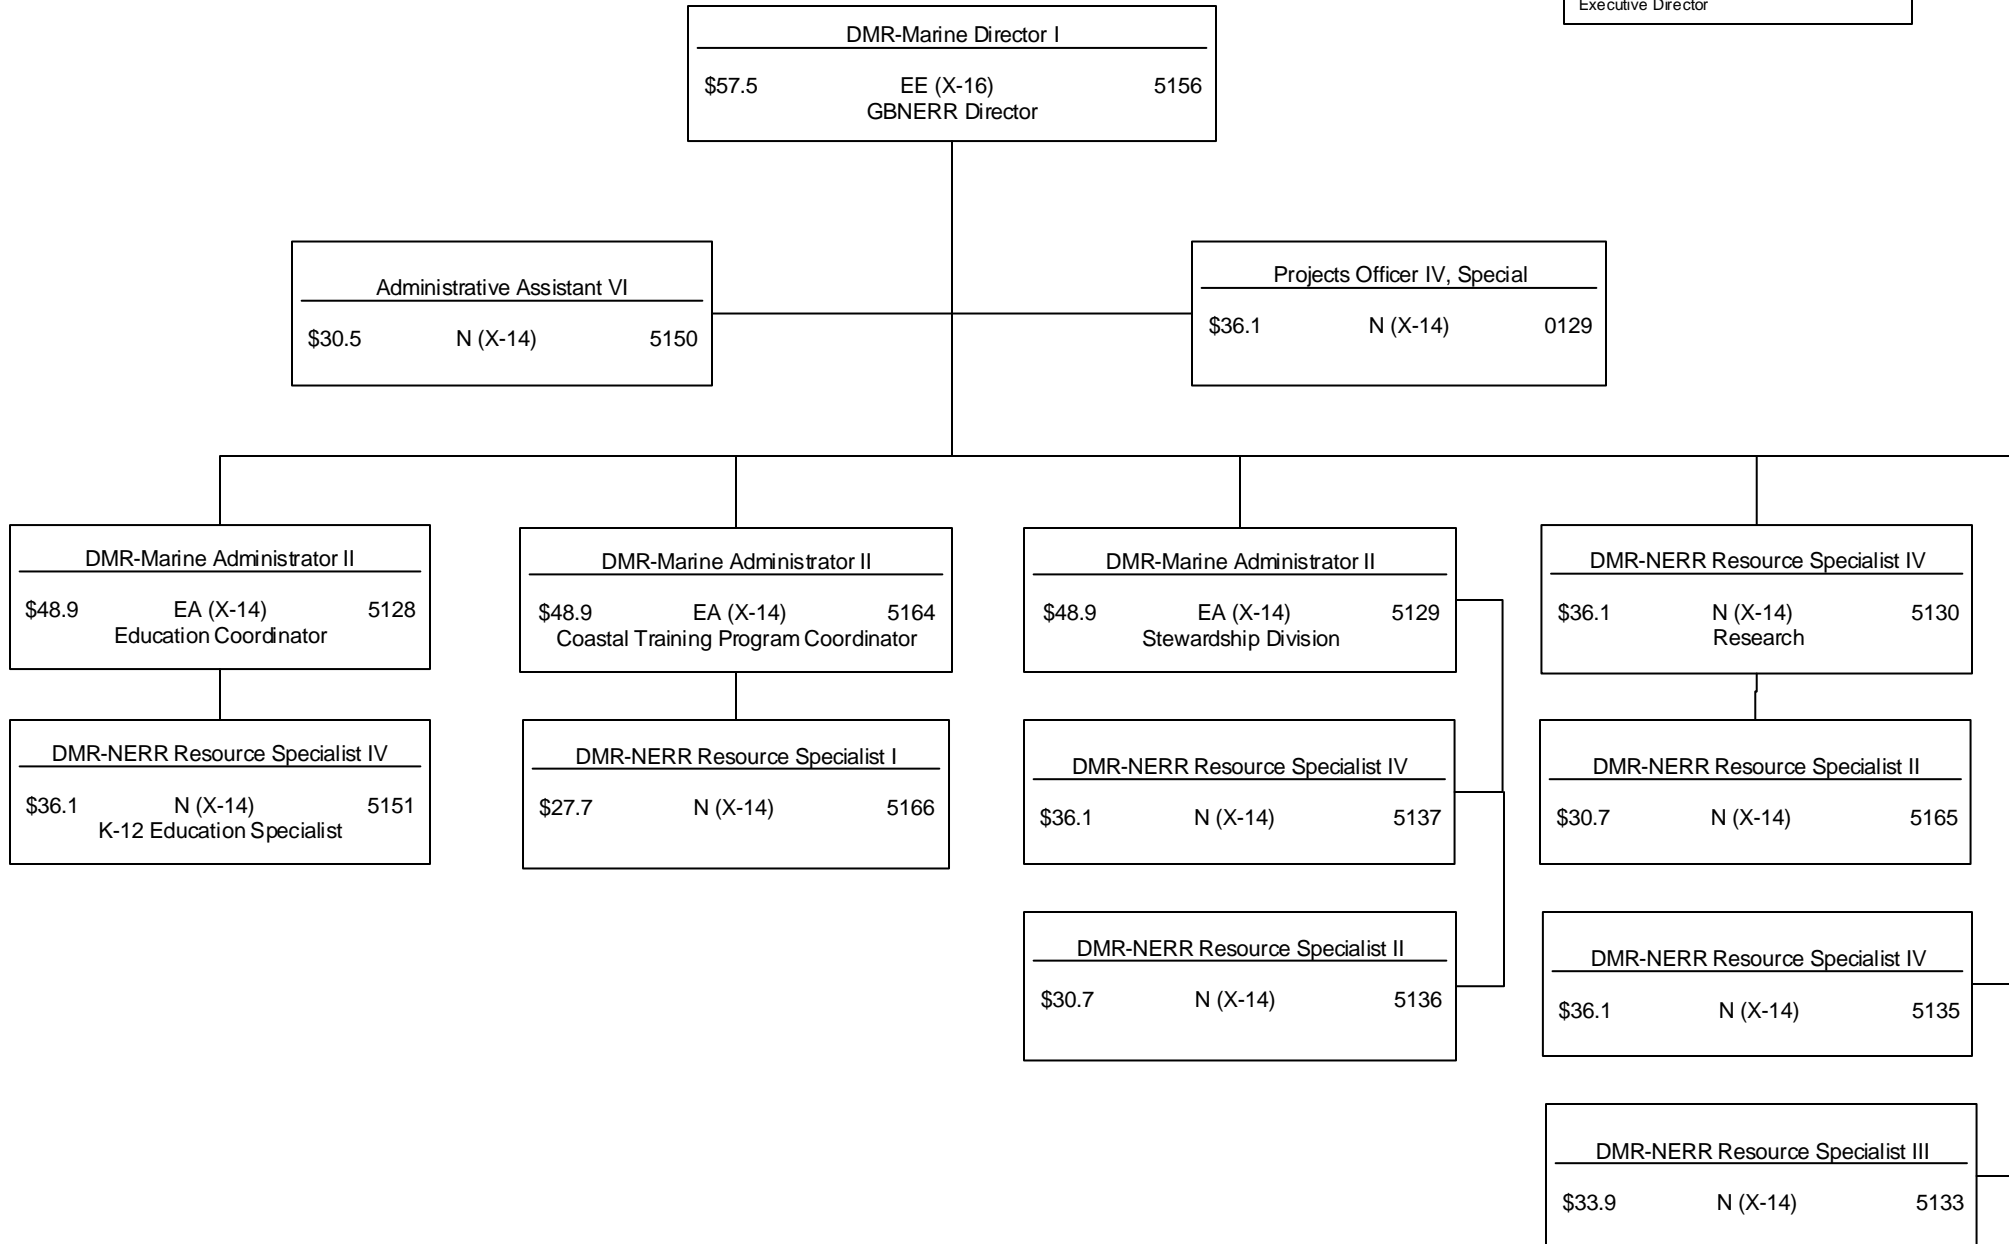 Executive Director
DMR-Marine Director I
$57.5 EE (X-16) 5156
GBNERR Director
Administrative Assistant VI
$30.5 N (X-14) 5150
Projects Officer IV, Special
$36.1 N (X-14) 0129
DMR-Marine Administrator II
$48.9 EA (X-14) 5128
Education Coordinator
DMR-Marine Administrator II
$48.9 EA (X-14) 5164
Coastal Training Program Coordinator
DMR-Marine Administrator II
$48.9 EA (X-14) 5129
Stewardship Division
DMR-NERR Resource Specialist IV
$36.1 N (X-14) 5130
Research
DMR-NERR Resource Specialist IV
$36.1 N (X-14) 5151
K-12 Education Specialist
DMR-NERR Resource Specialist I
$27.7 N (X-14) 5166
DMR-NERR Resource Specialist IV
$36.1 N (X-14) 5137
DMR-NERR Resource Specialist II
$30.7 N (X-14) 5165
DMR-NERR Resource Specialist II
$30.7 N (X-14) 5136
DMR-NERR Resource Specialist IV
$36.1 N (X-14) 5135
DMR-NERR Resource Specialist III
$33.9 N (X-14) 5133